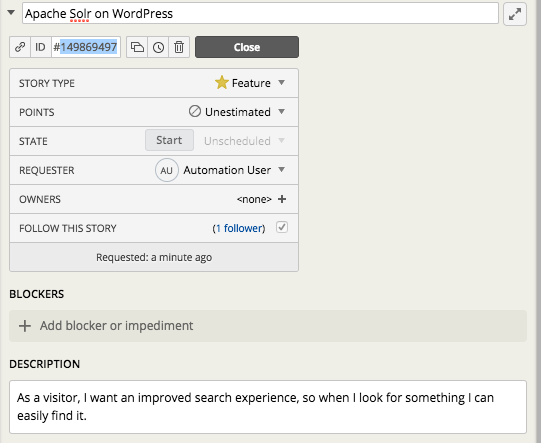 Apache Solr on WordPress
ID #149869497 Close
STORY TYPE Feature
POINTS Unestimated
STATE Start Unscheduled
REQUESTER AU Automation User
OWNERS <none> +
FOLLOW THIS STORY (1 follower)
Requested: a minute ago
BLOCKERS
+ Add blocker or impediment
DESCRIPTION
As a visitor, I want an improved search experience, so when I look for something I can
easily find it.